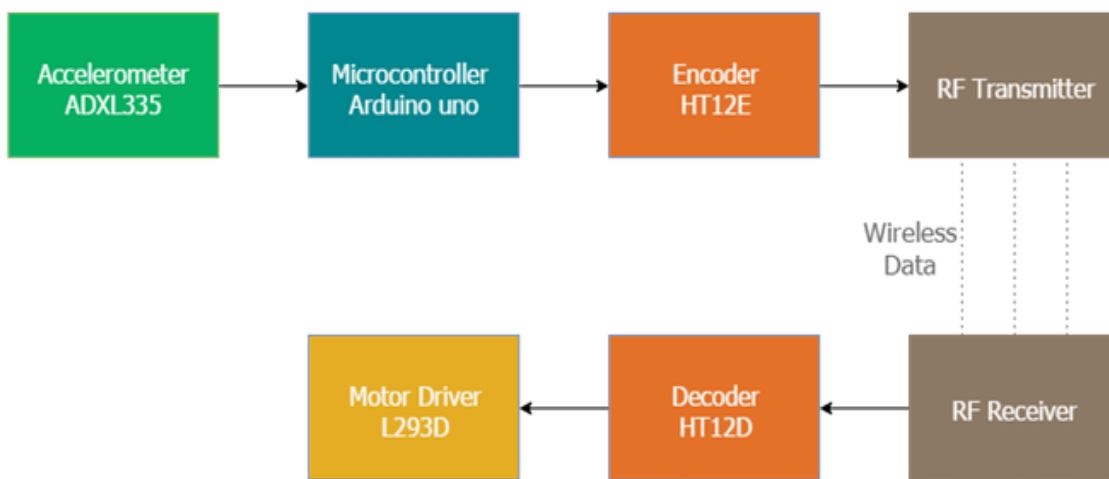 Accelerometer
ADXL335
Microcontroller
Arduino uno
Encoder
HT12E
RF Transmitter
Wireless
Data
Motor Driver
L293D
Decoder
HT12D
RF Receiver